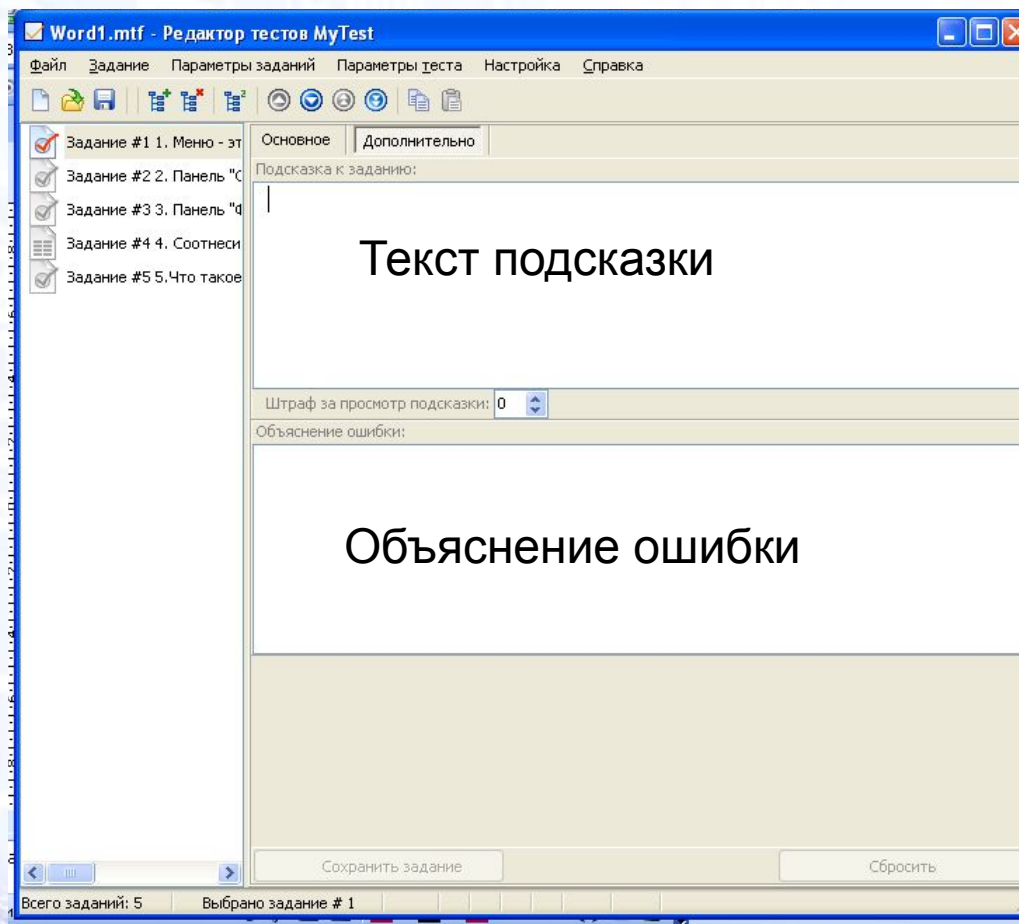 Word1.mtf - Редактор тестов MyTest
Файл Задание Параметры заданий Параметры теста Настройка Справка
Задание #1 1. Меню - эт
Задание #2 2. Панель "С
Задание #3 3. Панель "Ф
Задание #4 4. Соотнеси
Задание #5 5.Что такое
Основное Дополнительно
Подсказка к заданию:
Текст подсказки
Штраф за просмотр подсказки: 0
Объяснение ошибки:
Объяснение ошибки
Сохранить задание Сбросить
Всего заданий: 5 Выбрано задание # 1